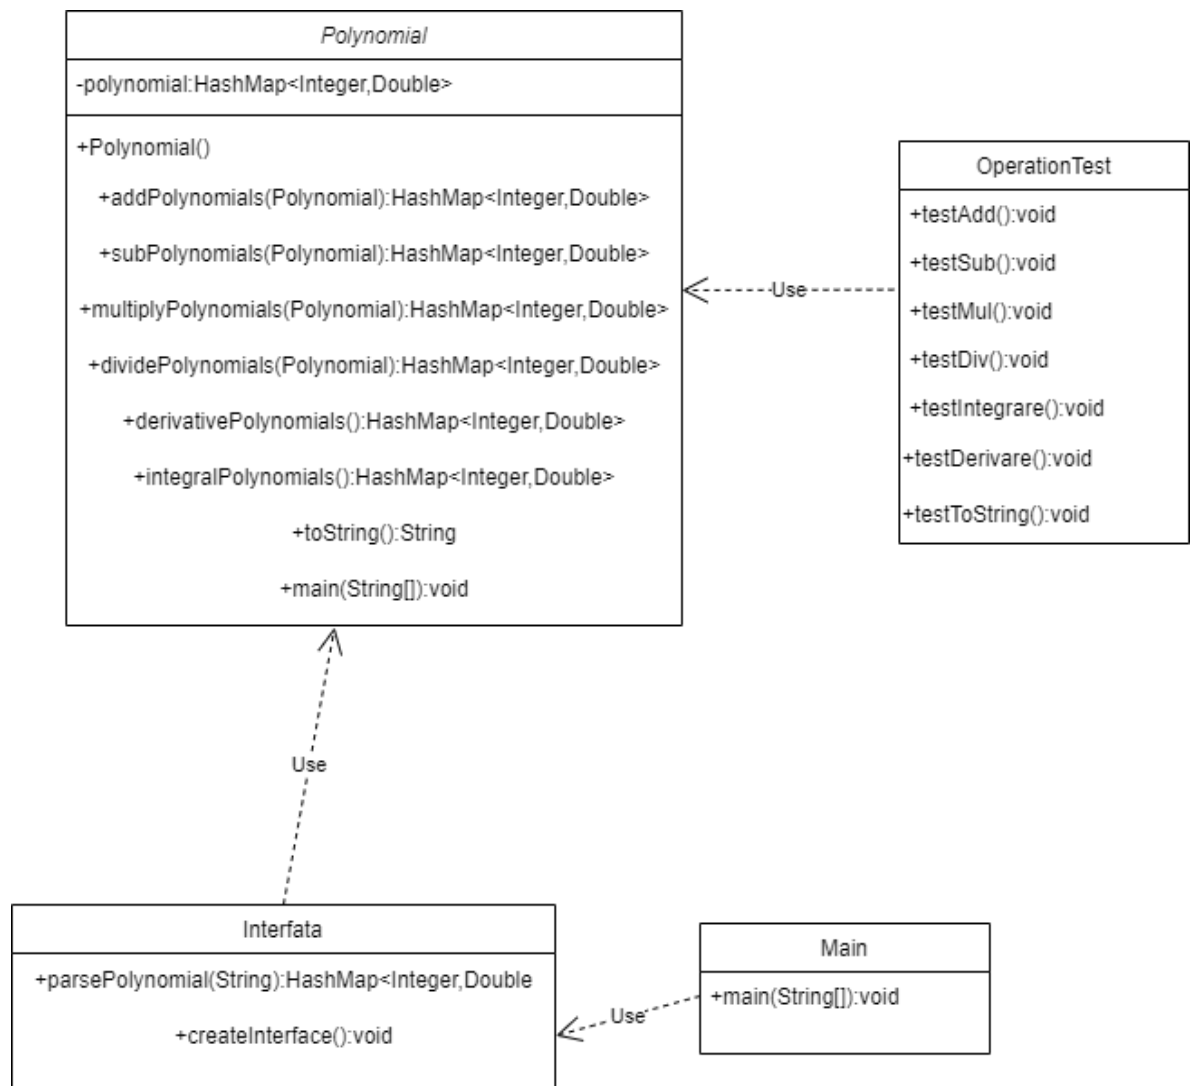 Polynomial
-polynomial:HashMap<Integer,Double>
+Polynomial()
+addPolynomials(Polynomial):HashMap<Integer,Double>
+subPolynomials(Polynomial):HashMap<Integer,Double>
+multiplyPolynomials(Polynomial):HashMap<Integer,Double>
+dividePolynomials(Polynomial):HashMap<Integer,Double>
+derivativePolynomials():HashMap<Integer,Double>
+integralPolynomials():HashMap<Integer,Double>
+toString():String
+main(String[]):void
Use
OperationTest
+testAdd():void
+testSub():void
+testMul():void
+testDiv():void
+testIntegrare():void
+testDerivare():void
+testToString():void
Use
Interfata
+parsePolynomial(String):HashMap<Integer,Double
+createInterface():void
Use
Main
+main(String[]):void